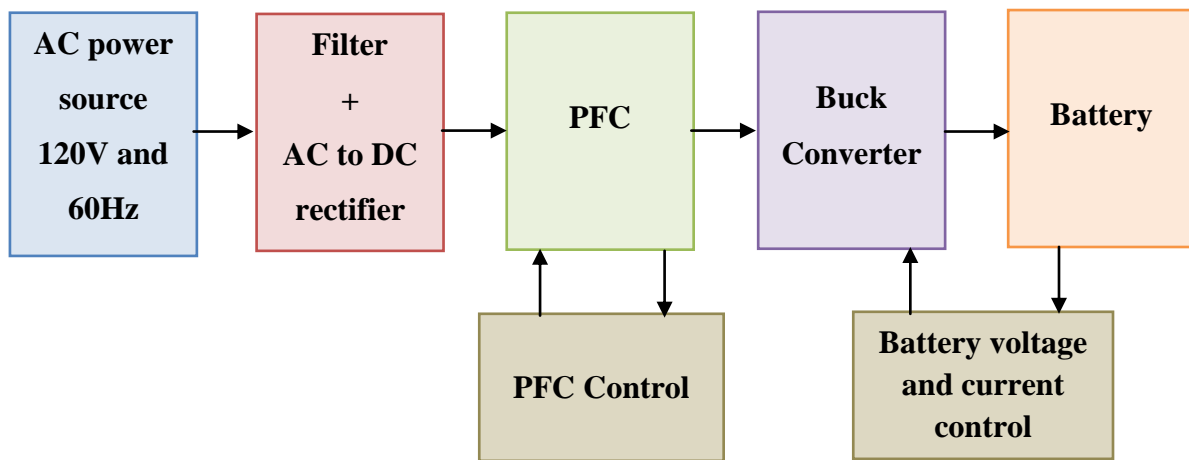 AC power
source
120V and
60Hz
Filter
+
AC to DC
rectifier
PFC
Buck
Converter
Battery
PFC Control
Battery voltage
and current
control